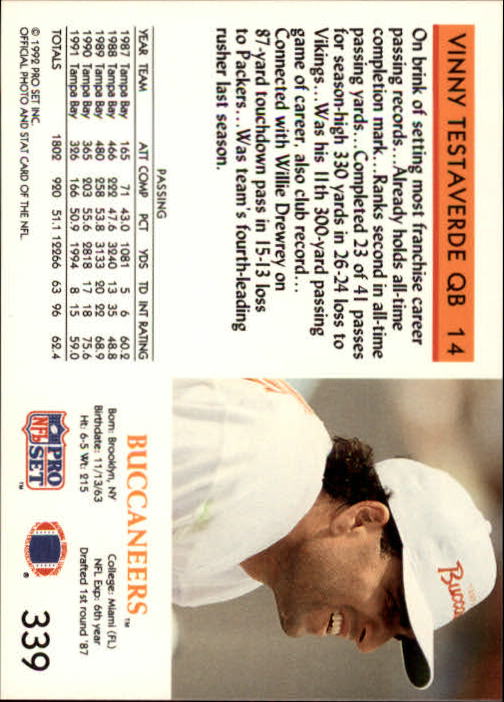 VINNY TESTAVERDE QB 14
On brink of setting most franchise career
passing records...Already holds all-time
completion mark...Ranks second in all-time
passing yards...Completed 23 of 41 passes
for season-high 330 yards in 26-24 loss to
Vikings...Was his 11th 300-yard passing
game of career, also club record...
Connected with Willie Drewrey on
87-yard touchdown pass in 15-13 loss
to Packers...Was team's fourth-leading
rusher last season.
PASSING
YEAR TEAM ATT COMP PCT YDS TD INT RATING
1987 Tampa Bay 165 71 43.0 1081 5 6 60.2
1988 Tampa Bay 466 222 47.6 3240 13 35 48.8
1989 Tampa Bay 480 258 53.8 3133 20 22 68.9
1990 Tampa Bay 365 203 55.6 2818 17 18 75.6
1991 Tampa Bay 326 166 50.9 1994 8 15 59.0
TOTALS 1802 920 51.1 12266 63 96 62.4
© 1992 PRO SET INC.
OFFICIAL PHOTO AND STAT CARD OF THE NFL
BUCCANEERS™
Born: Brooklyn, NY
Birthdate: 11/13/63
Ht: 6-5 Wt: 215
College: Miami (FL)
NFL Exp: 6th year
Drafted 1st round '87
PRO
NFL SET
™
®
339